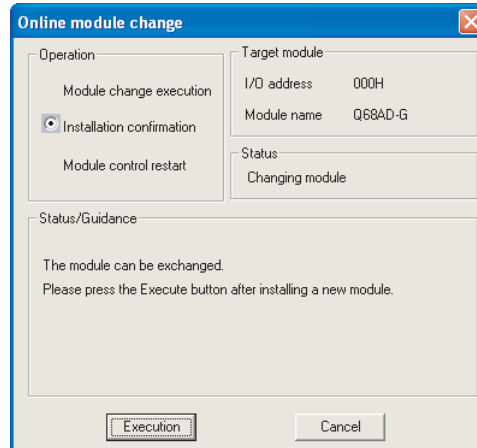 Online module change
Operation
Module change execution
Installation confirmation
Module control restart
Target module
I/O address 000H
Module name Q68AD-G
Status
Changing module
Status/Guidance
The module can be exchanged.
Please press the Execute button after installing a new module.
Execution Cancel